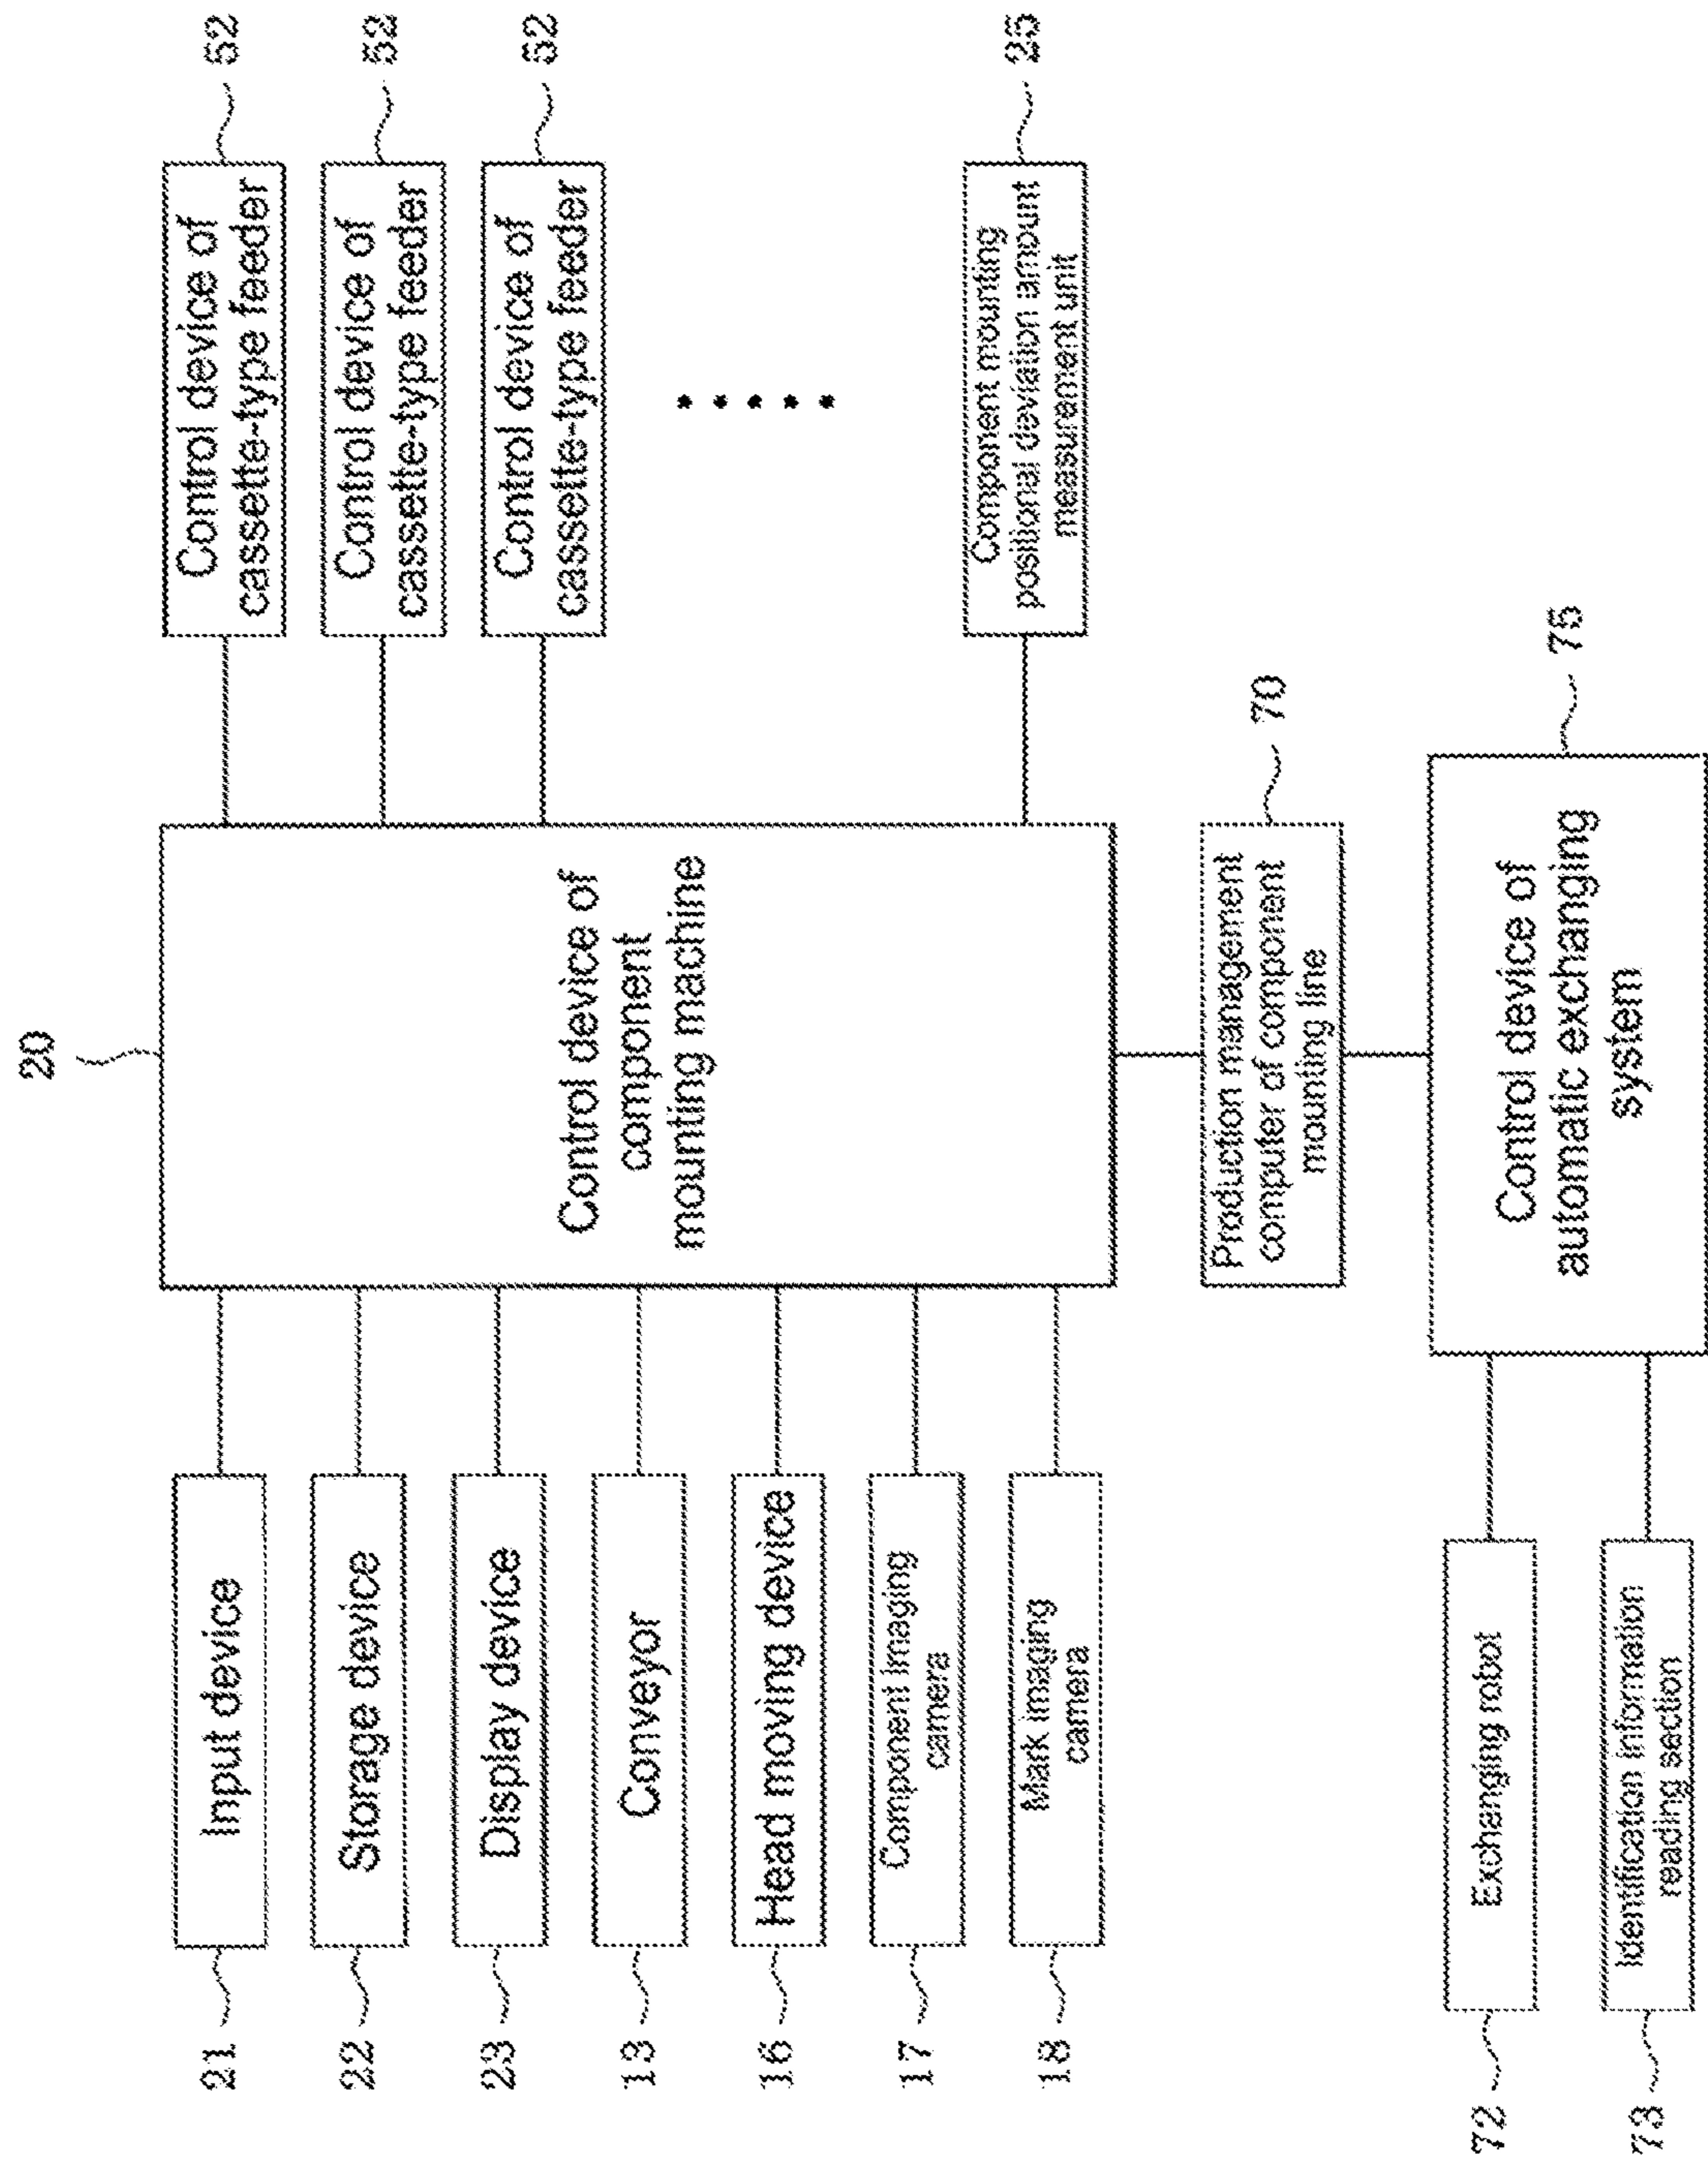 20
21
Input device
22
Storage device
23
Display device
13
Conveyor
16
Head moving device
17
Component imaging
camera
18
Mark imaging
camera
Control device of
component
mounting machine
Control device of
cassette-type feeder
52
Control device of
cassette-type feeder
52
Control device of
cassette-type feeder
52
Component mounting
positional deviation amount
measurement unit
25
Production management
computer of component
mounting line
70
72
Exchanging robot
73
Identification information
reading section
Control device of
automatic exchanging
system
75